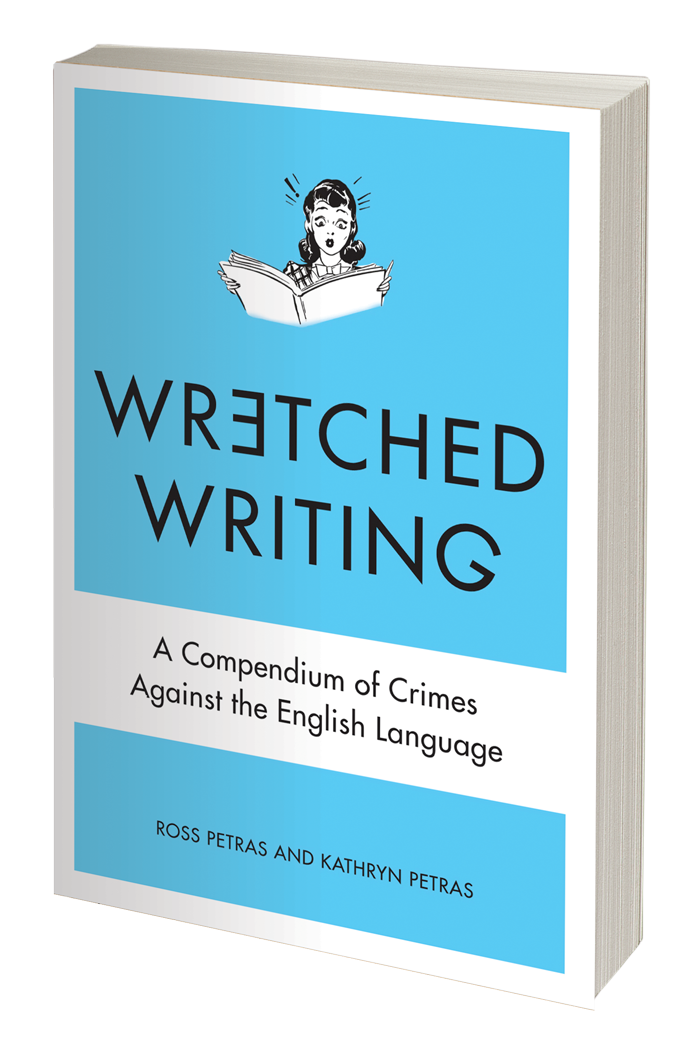 WRƎTCHED
WRITING
A Compendium of Crimes
Against the English Language
ROSS PETRAS AND KATHRYN PETRAS